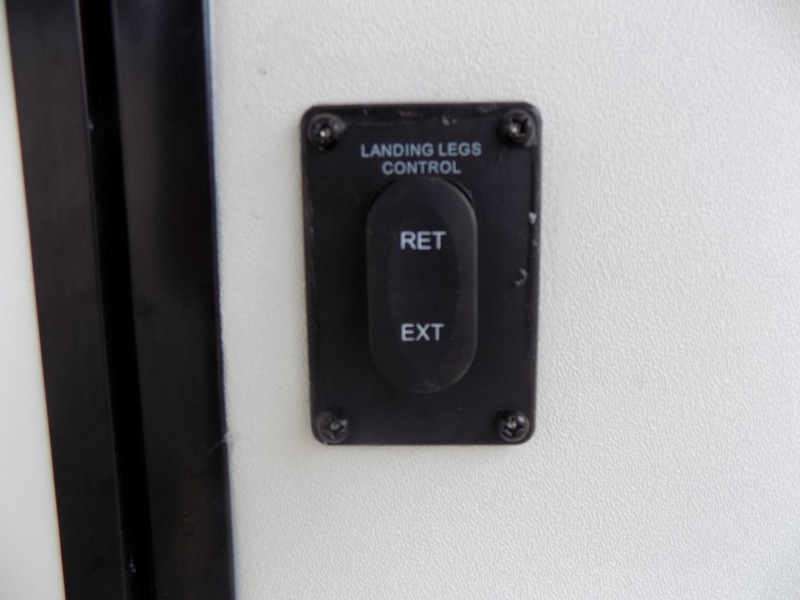 LANDING LEGS
CONTROL
RET
EXT